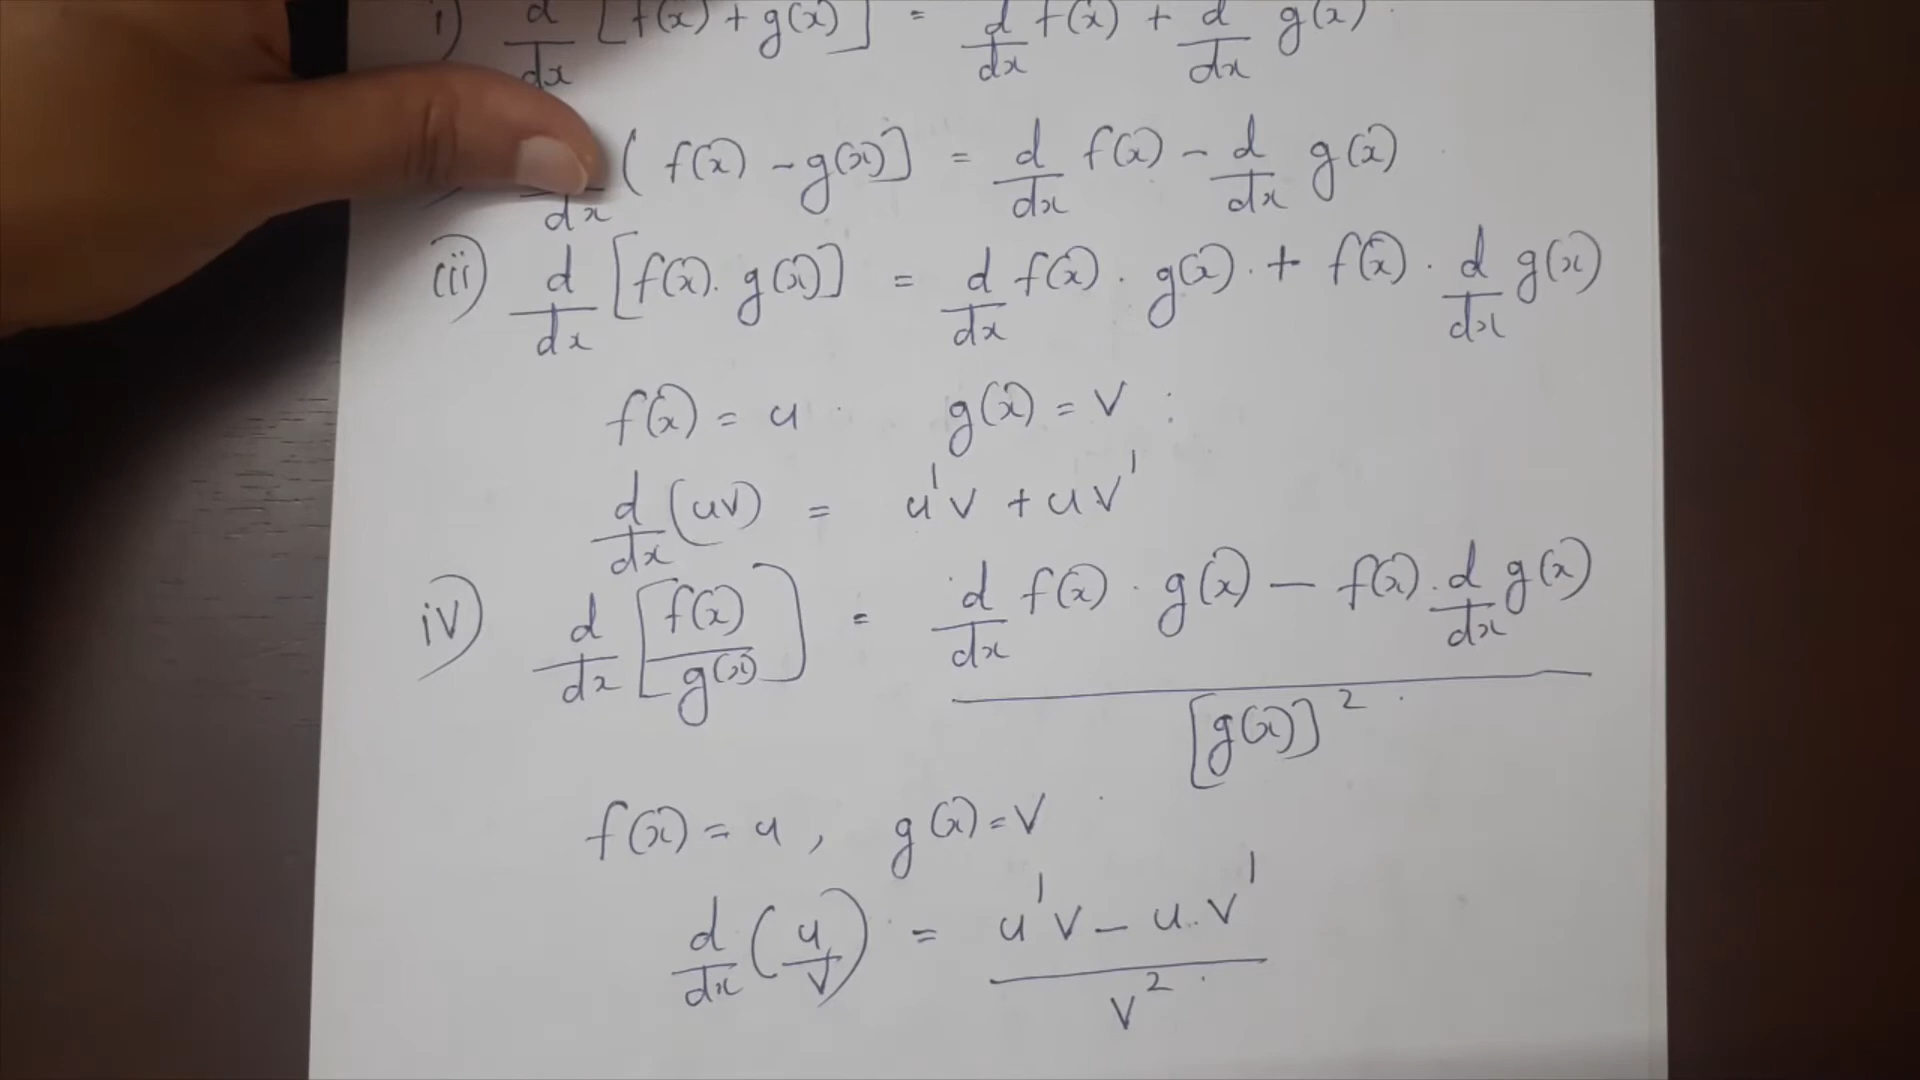 i) d/dx [f(x) + g(x)] = d/dx f(x) + d/dx g(x)
/dx (f(x) - g(x)] = d/dx f(x) - d/dx g(x)
(iii) d/dx [f(x). g(x)] = d/dx f(x) . g(x) . + f(x) . d/dx g(x)
f(x) = u g(x) = v :
d/dx (uv) = u'v + uv'
iv) d/dx [f(x)/g(x)] = (d/dx f(x) . g(x) - f(x) . d/dx g(x)) / [g(x)]²
f(x) = u , g(x) = v
d/dx (u/v) = (u'v - u..v') / v²